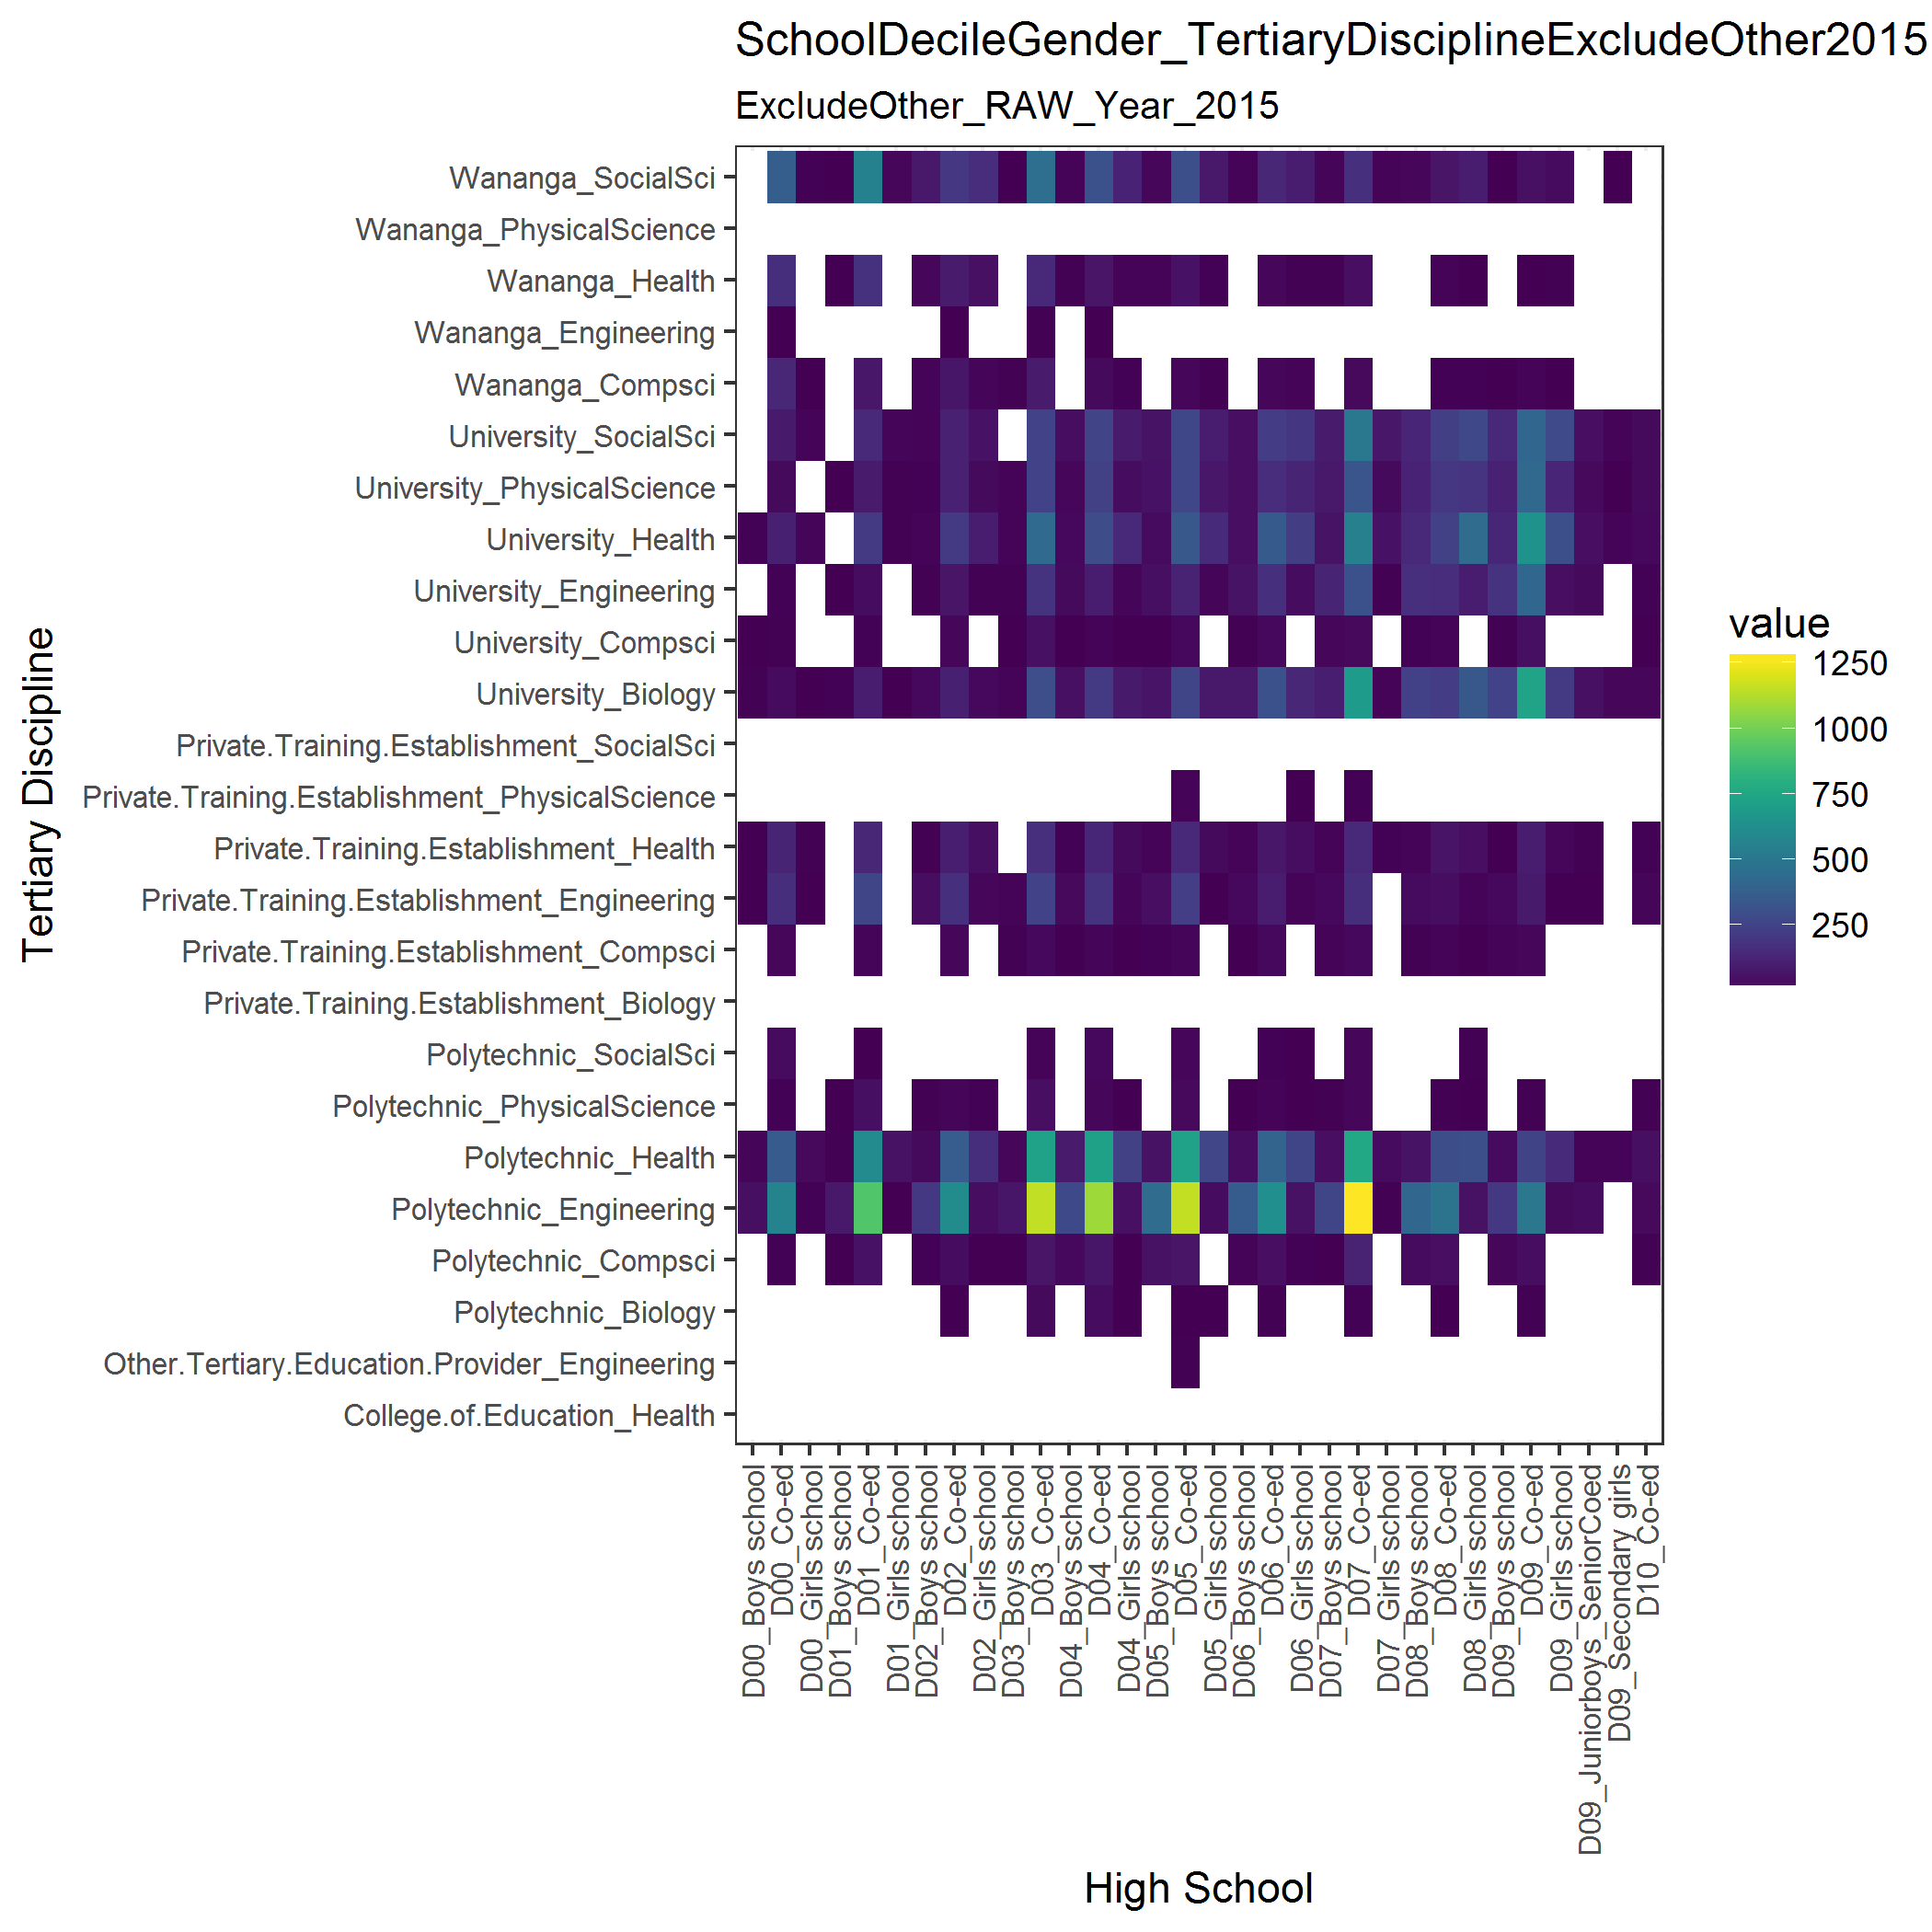 SchoolDecileGender_TertiaryDisciplineExcludeOther2015
ExcludeOther_RAW_Year_2015
Tertiary Discipline
Wananga_SocialSci
Wananga_PhysicalScience
Wananga_Health
Wananga_Engineering
Wananga_Compsci
University_SocialSci
University_PhysicalScience
University_Health
University_Engineering
University_Compsci
University_Biology
Private.Training.Establishment_SocialSci
Private.Training.Establishment_PhysicalScience
Private.Training.Establishment_Health
Private.Training.Establishment_Engineering
Private.Training.Establishment_Compsci
Private.Training.Establishment_Biology
Polytechnic_SocialSci
Polytechnic_PhysicalScience
Polytechnic_Health
Polytechnic_Engineering
Polytechnic_Compsci
Polytechnic_Biology
Other.Tertiary.Education.Provider_Engineering
College.of.Education_Health
D00_Boys school
D00_Co-ed
D00_Girls school
D01_Boys school
D01_Co-ed
D01_Girls school
D02_Boys school
D02_Co-ed
D02_Girls school
D03_Boys school
D03_Co-ed
D04_Boys school
D04_Co-ed
D04_Girls school
D05_Boys school
D05_Co-ed
D05_Girls school
D06_Boys school
D06_Co-ed
D06_Girls school
D07_Boys school
D07_Co-ed
D07_Girls school
D08_Boys school
D08_Co-ed
D08_Girls school
D09_Boys school
D09_Co-ed
D09_Girls school
D09_Juniorboys_SeniorCoed
D09_Secondary girls
D10_Co-ed
High School
value
1250
1000
750
500
250